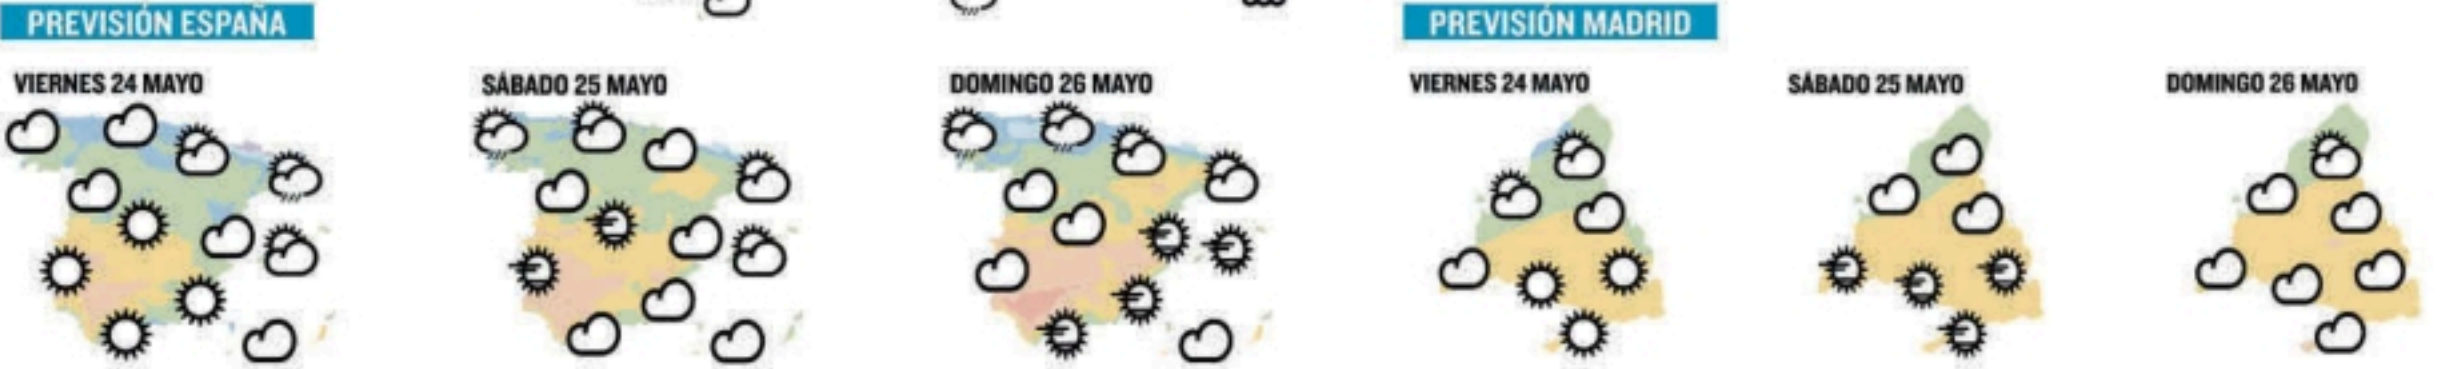 PREVISIÓN ESPAÑA
VIERNES 24 MAYO
SÁBADO 25 MAYO
DOMINGO 26 MAYO
PREVISIÓN MADRID
VIERNES 24 MAYO
SÁBADO 25 MAYO
DOMINGO 26 MAYO